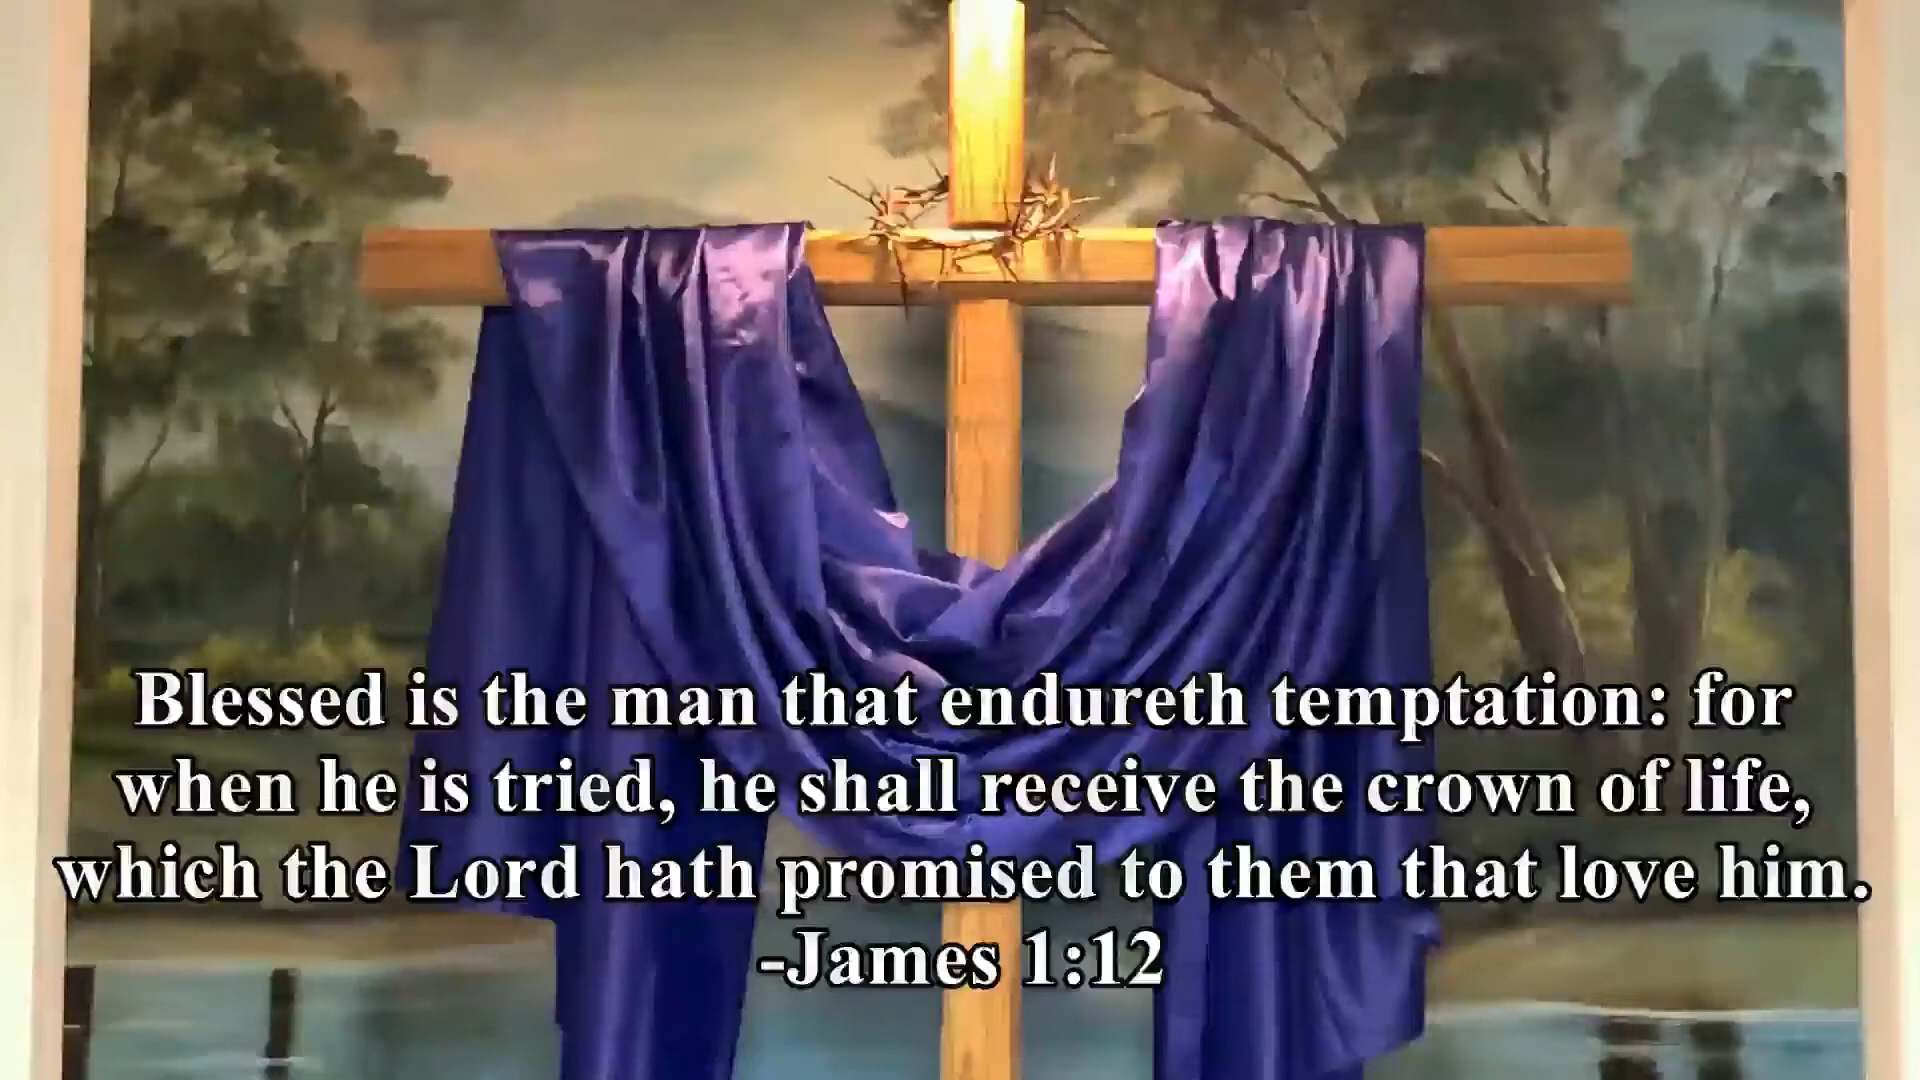 Blessed is the man that endureth temptation: for
when he is tried, he shall receive the crown of life,
which the Lord hath promised to them that love him.
-James 1:12